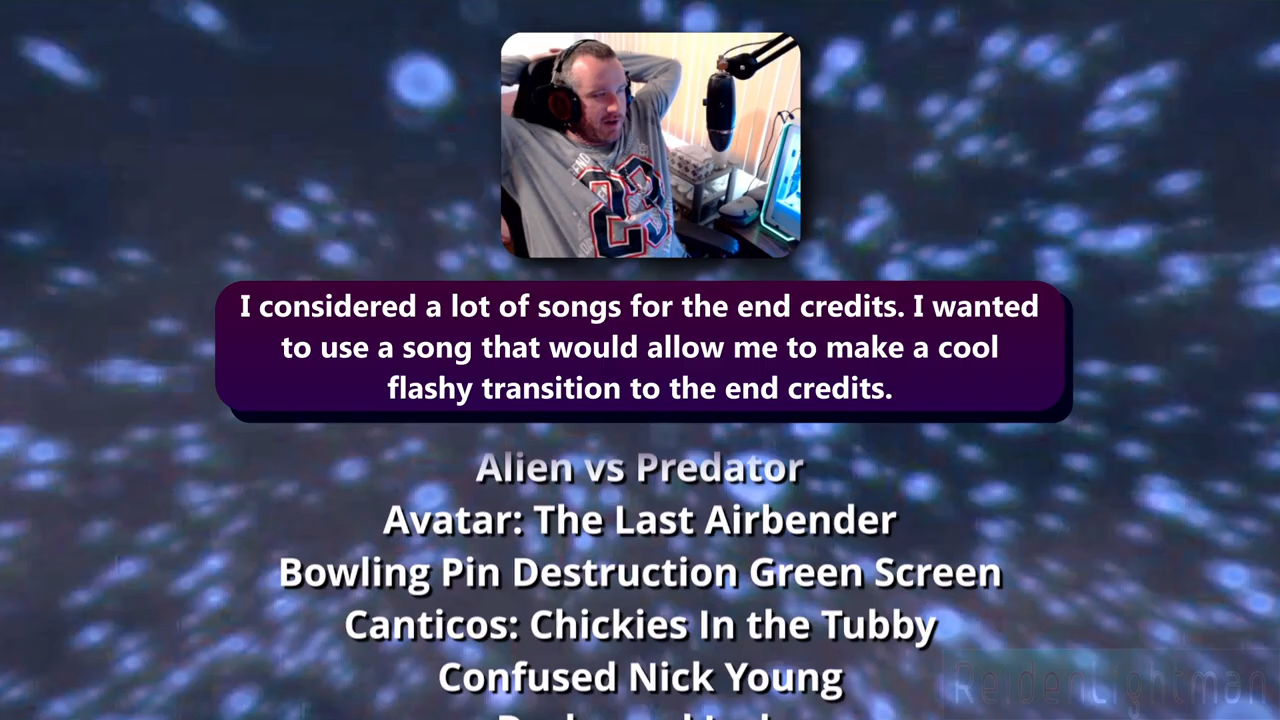 23
I considered a lot of songs for the end credits. I wanted
to use a song that would allow me to make a cool
flashy transition to the end credits.
Alien vs Predator
Avatar: The Last Airbender
Bowling Pin Destruction Green Screen
Canticos: Chickies In the Tubby
Confused Nick Young
ReidenLightman